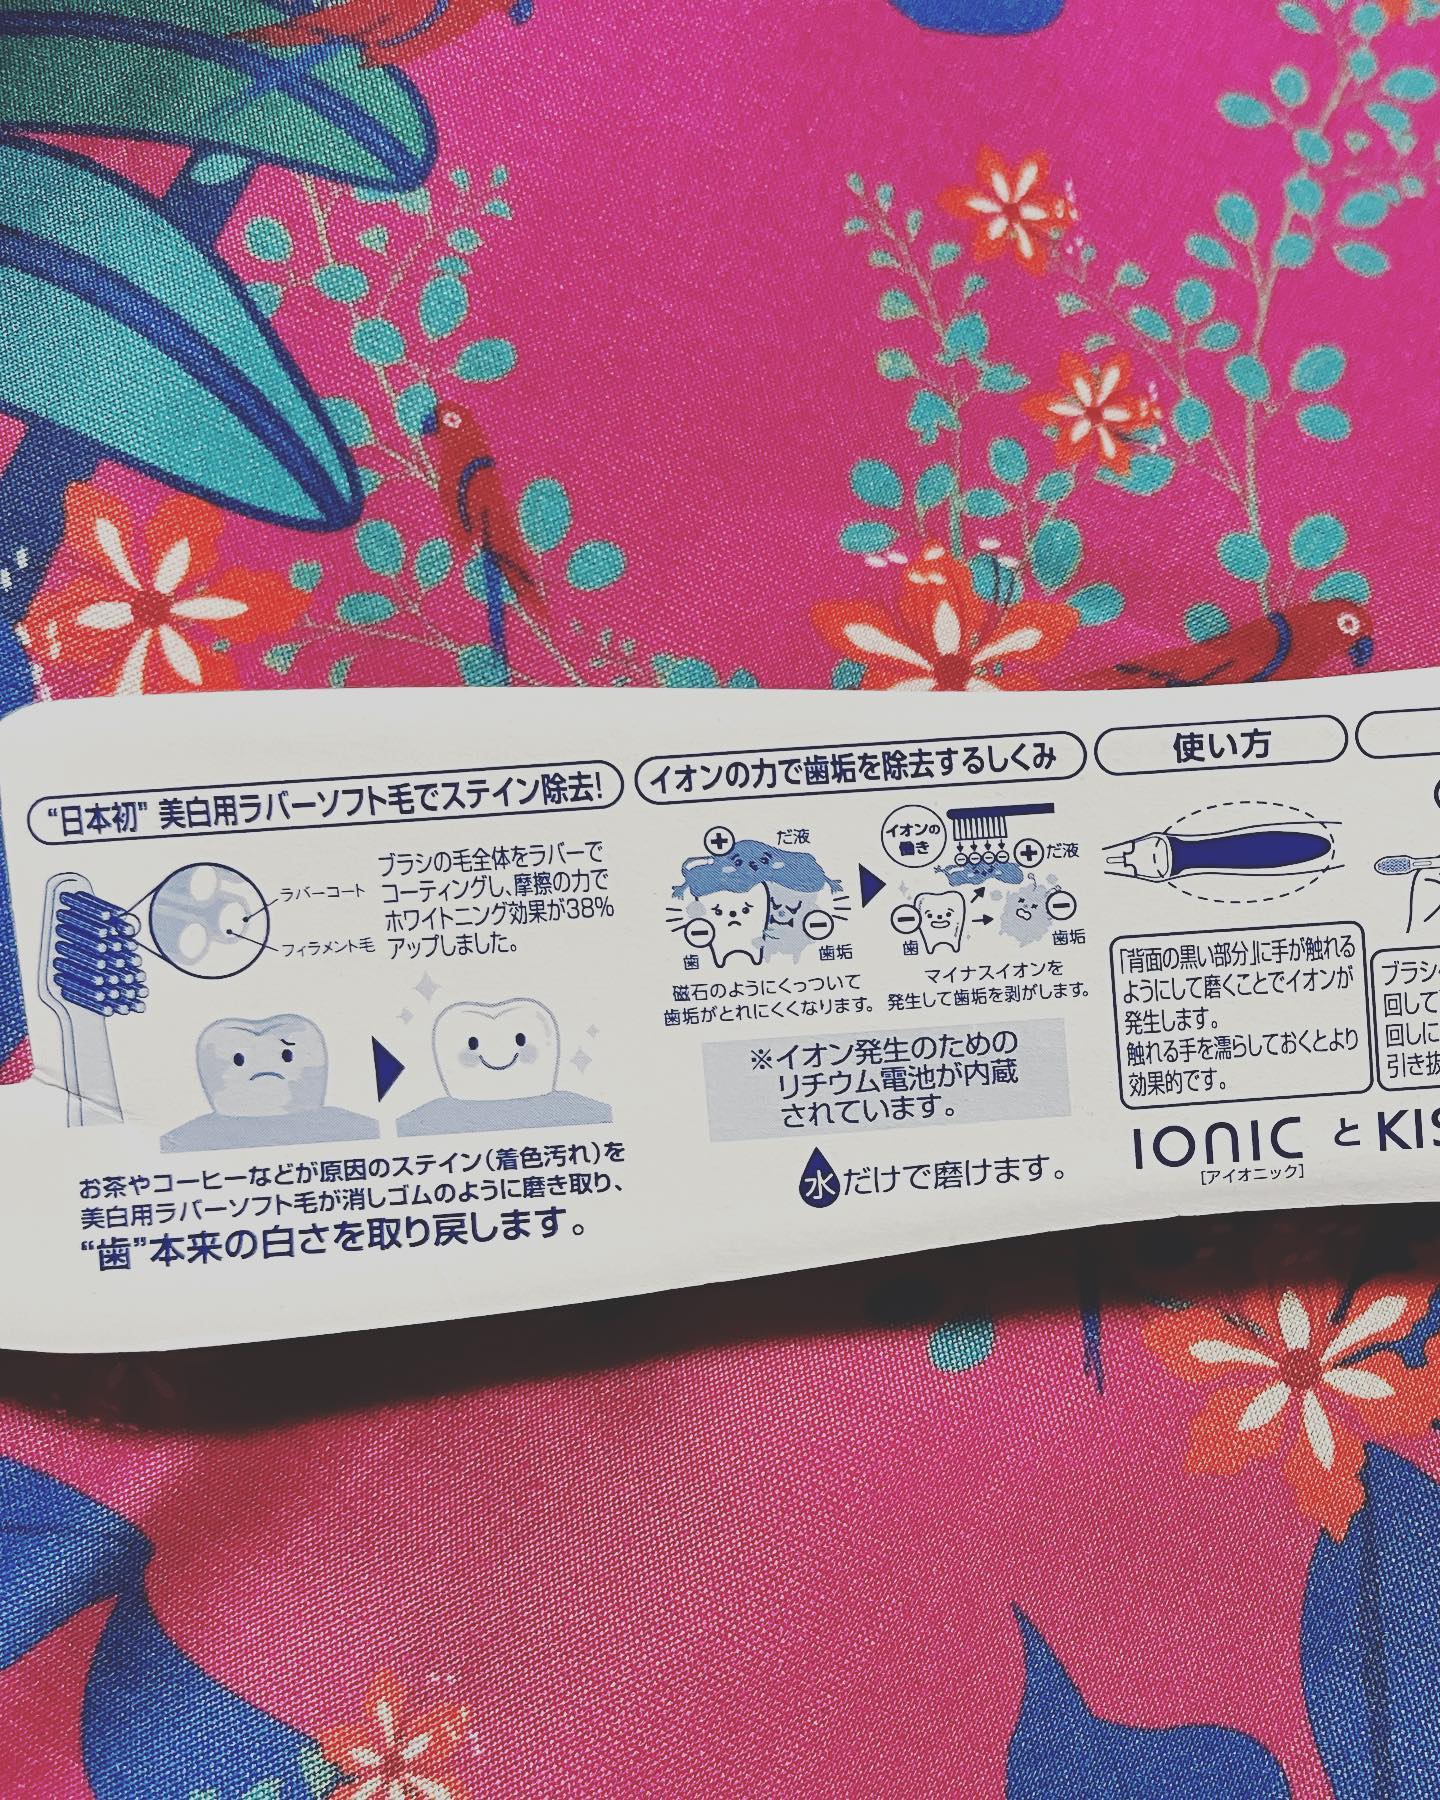 “日本初” 美白用ラバーソフト毛でステイン除去!
ブラシの毛全体をラバーで
コーティングし、摩擦の力で
ホワイトニング効果が38%
アップしました。
ラバーコート
フィラメント毛
お茶やコーヒーなどが原因のステイン(着色汚れ)を
美白用ラバーソフト毛が消しゴムのように磨き取り、
“歯”本来の白さを取り戻します。
イオンの力で歯垢を除去するしくみ
+
だ液
−
歯
−
歯垢
磁石のようにくっついて
歯垢がとれにくくなります。
イオンの
働き
− − − −
+
だ液
−
歯
−
歯垢
マイナスイオンを
発生して歯垢を剥がします。
※イオン発生のための
リチウム電池が内蔵
されています。
水だけで磨けます。
使い方
「背面の黒い部分」に手が触れる
ようにして磨くことでイオンが
発生します。
触れる手を濡らしておくとより
効果的です。
ブラシ
回して
回しに
引き抜
IONIC と KIS
[アイオニック]